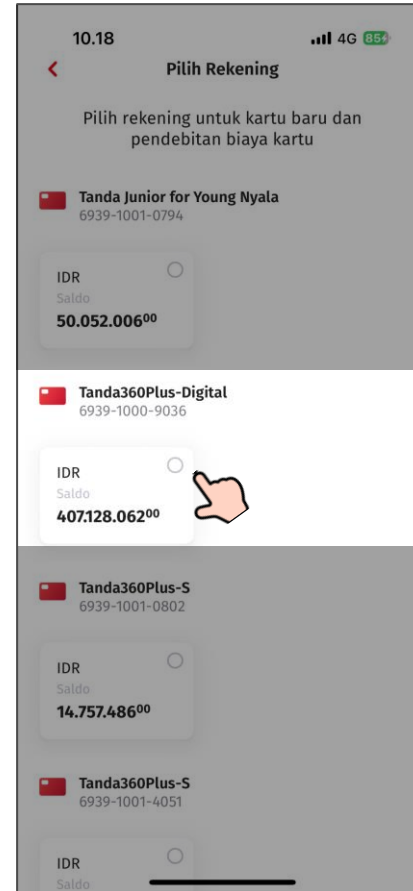 10.18
4G 85
Pilih Rekening
Pilih rekening untuk kartu baru dan
pendebitan biaya kartu
Tanda Junior for Young Nyala
6939-1001-0794
IDR
Saldo
50.052.006⁰⁰
Tanda360Plus-Digital
6939-1000-9036
IDR
Saldo
407.128.062⁰⁰
Tanda360Plus-S
6939-1001-0802
IDR
Saldo
14.757.486⁰⁰
Tanda360Plus-S
6939-1001-4051
IDR
Saldo